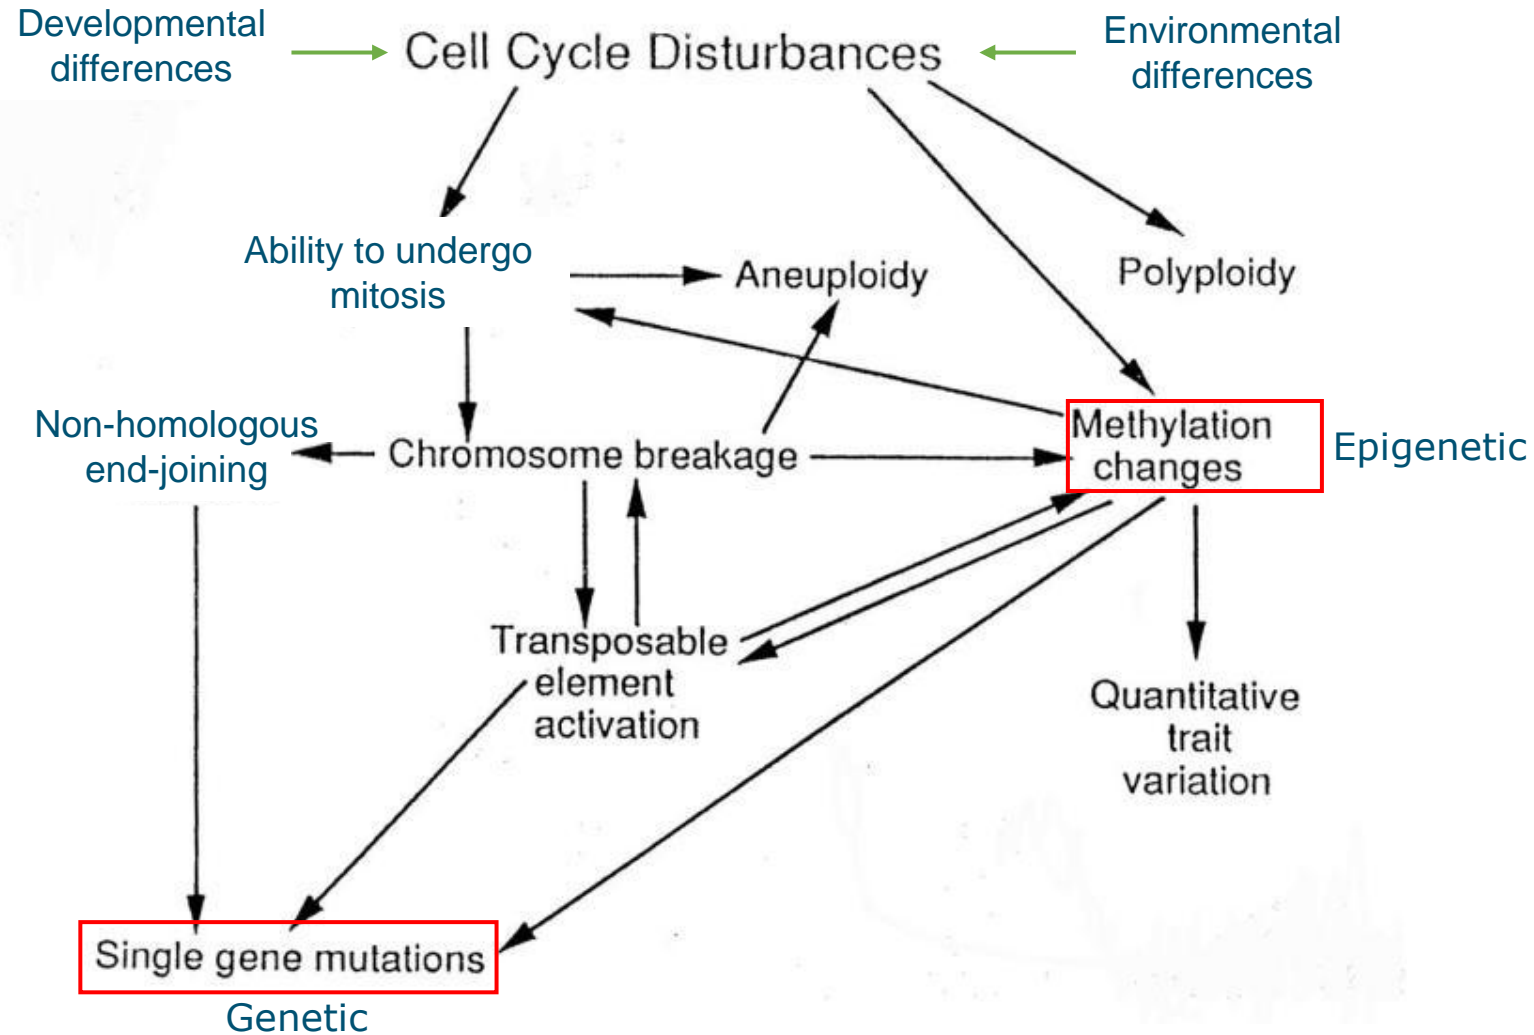 Developmental
differences
Cell Cycle Disturbances
Environmental
differences
Ability to undergo
mitosis
Aneuploidy
Polyploidy
Non-homologous
end-joining
Chromosome breakage
Methylation
changes
Epigenetic
Transposable
element
activation
Quantitative
trait
variation
Single gene mutations
Genetic